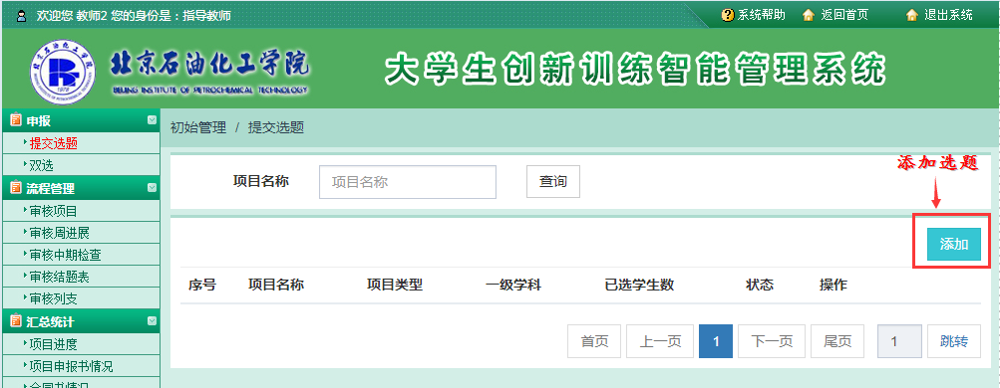 欢迎您 教师2 您的身份是：指导教师
系统帮助 返回首页 退出系统
北京石油化工学院
BEIJING INSTITUTE OF PETROCHEMICAL TECHNOLOGY
1978
大学生创新训练智能管理系统
申报
提交选题
双选
流程管理
审核项目
审核周进展
审核中期检查
审核结题表
审核列支
汇总统计
项目进度
项目申报书情况
初始管理 / 提交选题
项目名称 项目名称 查询
添加选题
添加
序号 项目名称 项目类型 一级学科 已选学生数 状态 操作
首页 上一页 1 下一页 尾页 1 跳转